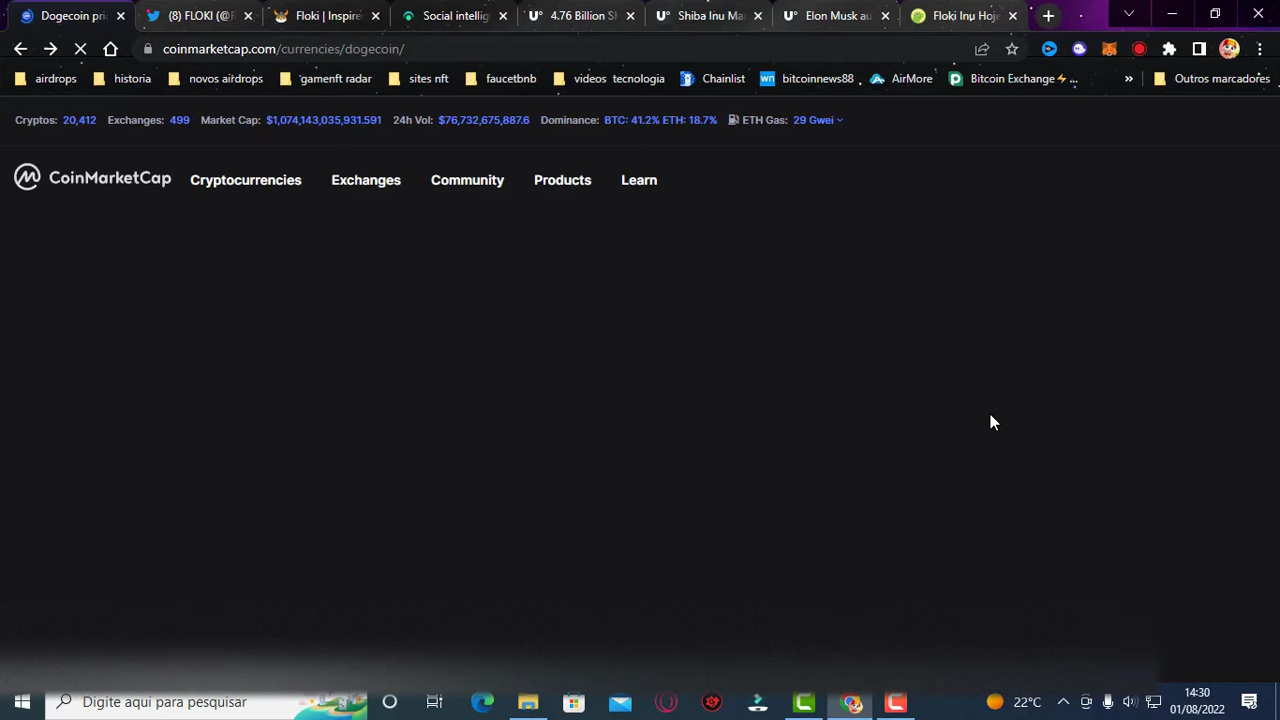 Dogecoin pri
(8) FLOKI (@R
Floki | Inspire
Social intellig
4.76 Billion S
Shiba Inu Ma
Elon Musk au
Floki Inu Hoje
coinmarketcap.com/currencies/dogecoin/
airdrops historia novos airdrops gamenft radar sites nft faucetbnb videos tecnologia Chainlist bitcoinnews88 AirMore Bitcoin Exchange⚡... » Outros marcadores
Cryptos: 20,412 Exchanges: 499 Market Cap: $1,074,143,035,931.591 24h Vol: $76,732,675,887.6 Dominance: BTC: 41.2% ETH: 18.7% ETH Gas: 29 Gwei
CoinMarketCap Cryptocurrencies Exchanges Community Products Learn
Digite aqui para pesquisar
22°C
14:30
01/08/2022